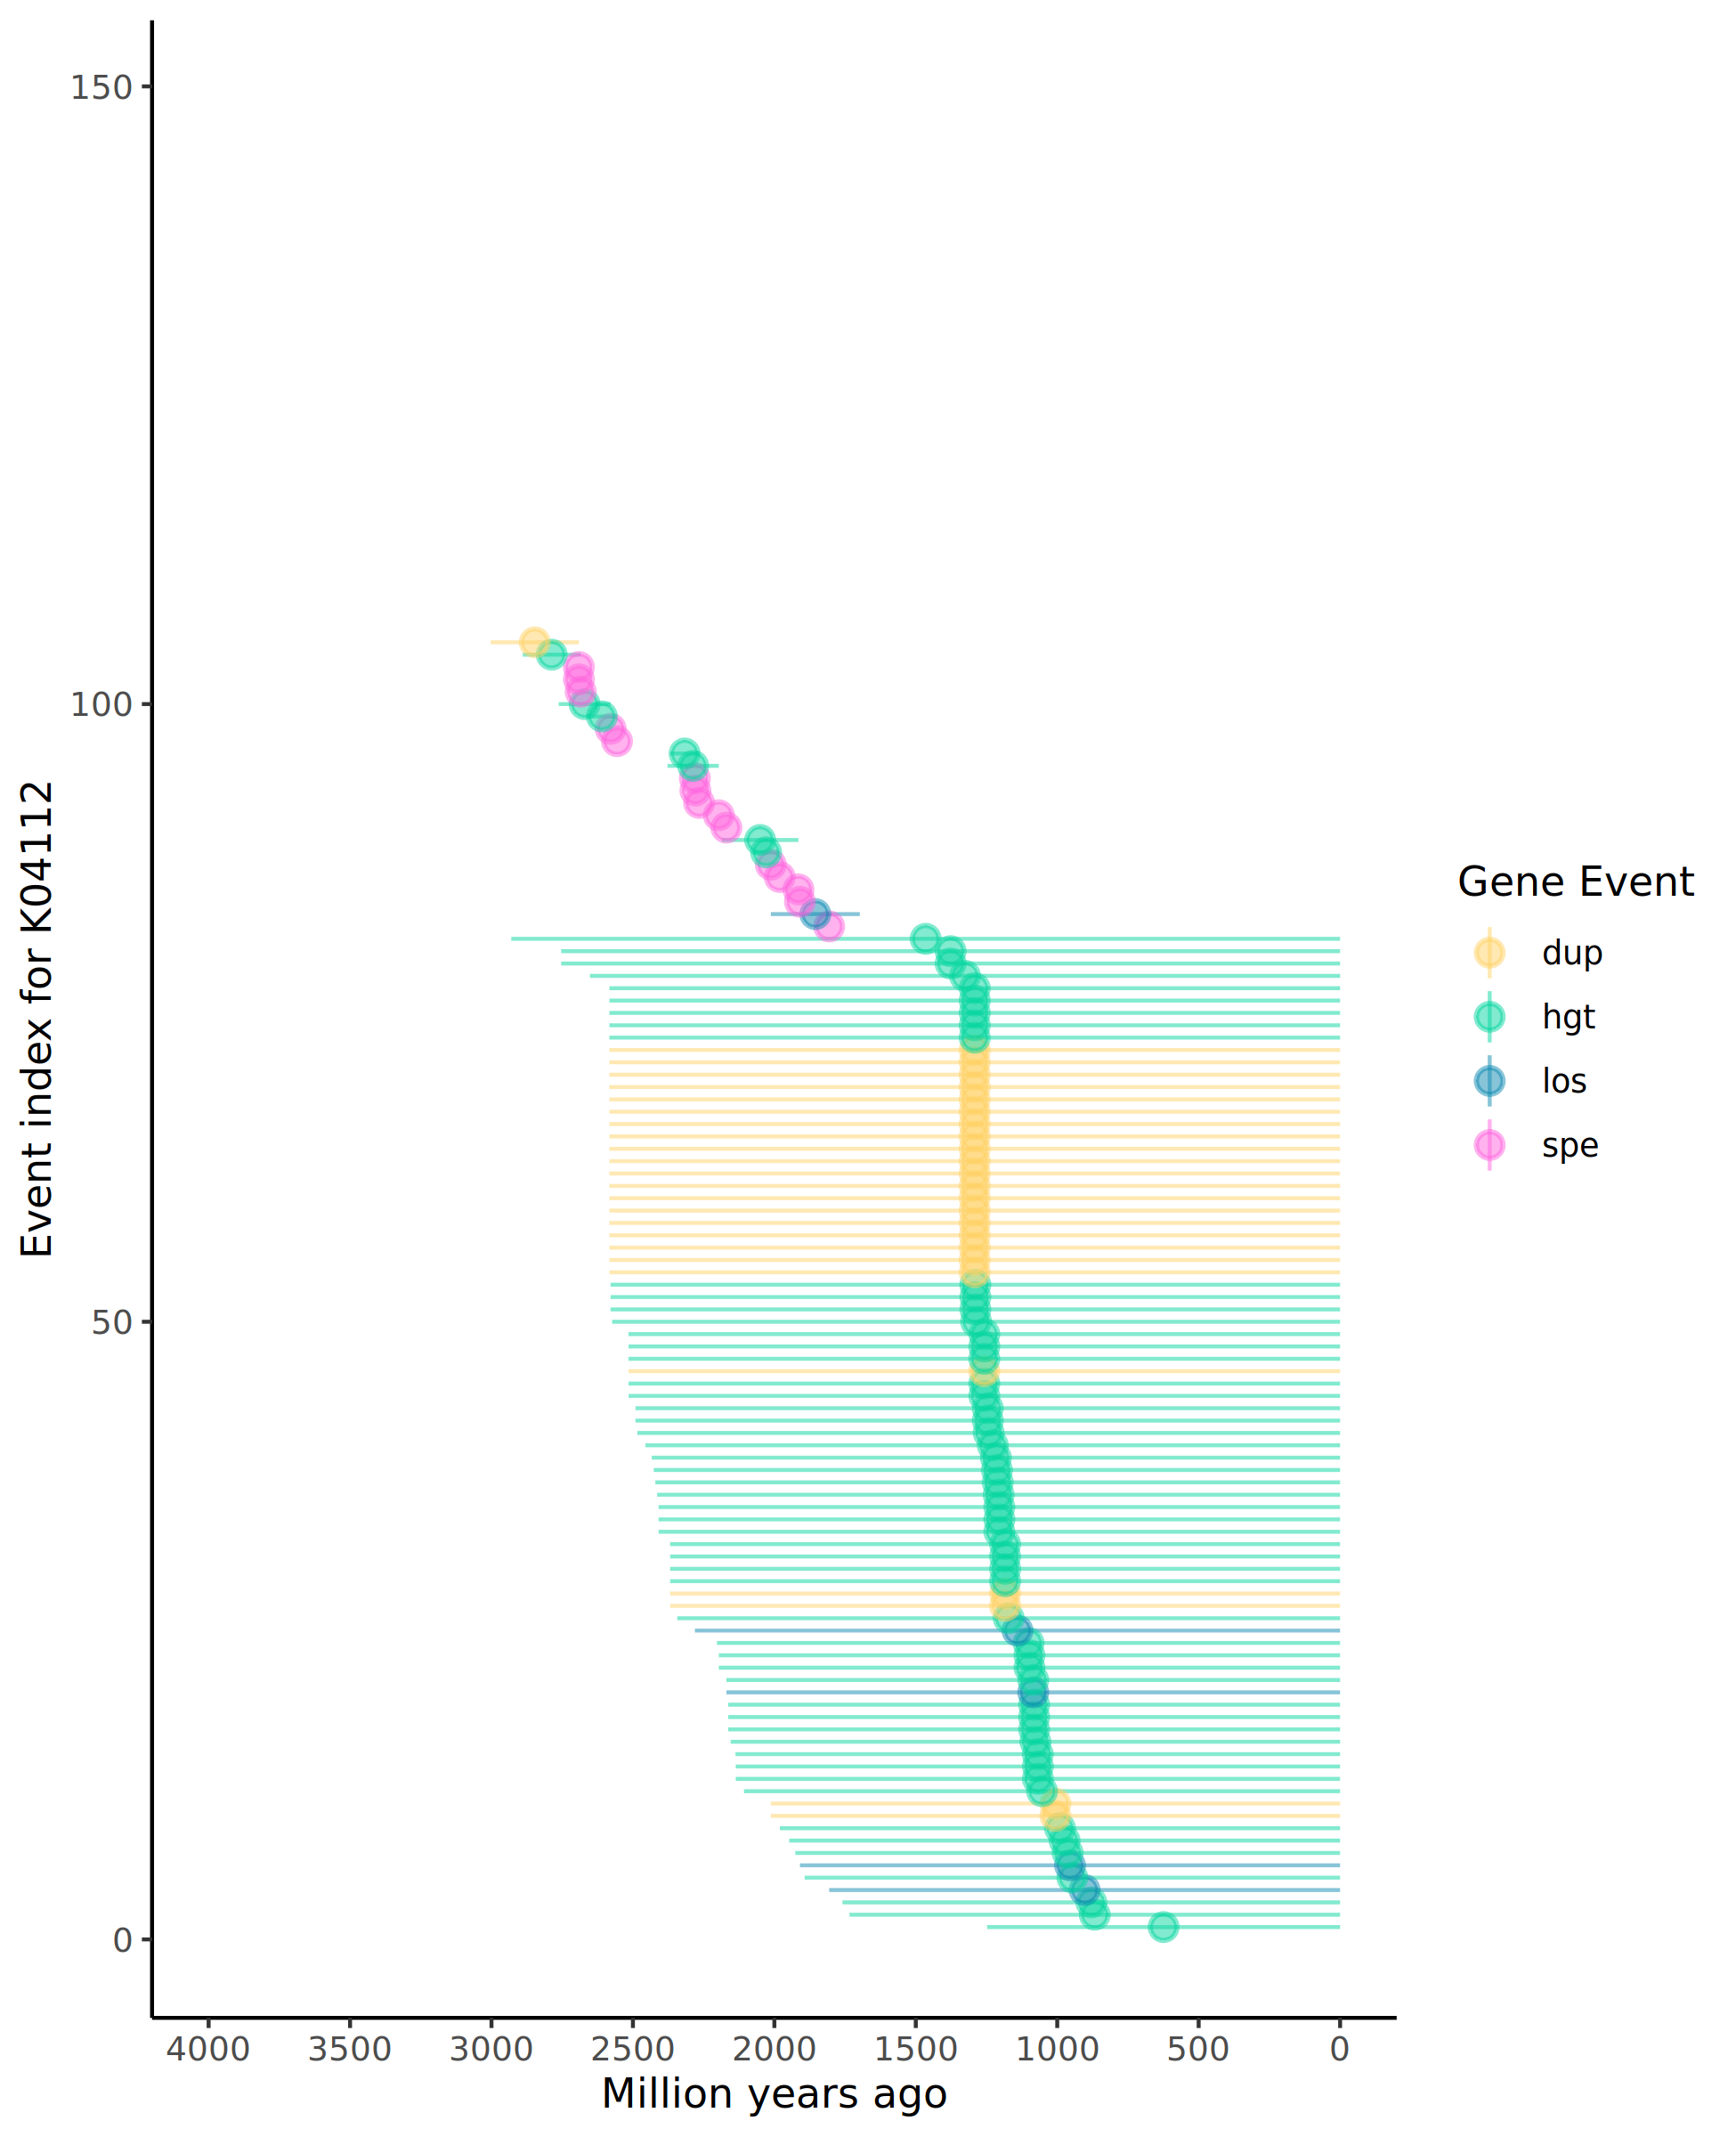 Event index for K04112
150
100
50
0
4000 3500 3000 2500 2000 1500 1000 500 0
Million years ago
Gene Event
dup
hgt
los
spe